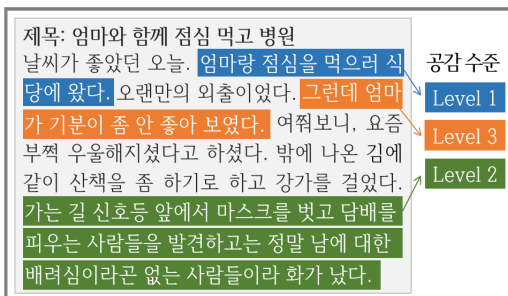 제목: 엄마와 함께 점심 먹고 병원
날씨가 좋았던 오늘. 엄마랑 점심을 먹으러 식
당에 왔다. 오랜만의 외출이었다. 그런데 엄마
가 기분이 좀 안 좋아 보였다. 여쭤보니, 요즘
부쩍 우울해지셨다고 하셨다. 밖에 나온 김에
같이 산책을 좀 하기로 하고 강가를 걸었다.
가는 길 신호등 앞에서 마스크를 벗고 담배를
피우는 사람들을 발견하고는 정말 남에 대한
배려심이라곤 없는 사람들이라 화가 났다.
공감 수준
Level 1
Level 3
Level 2